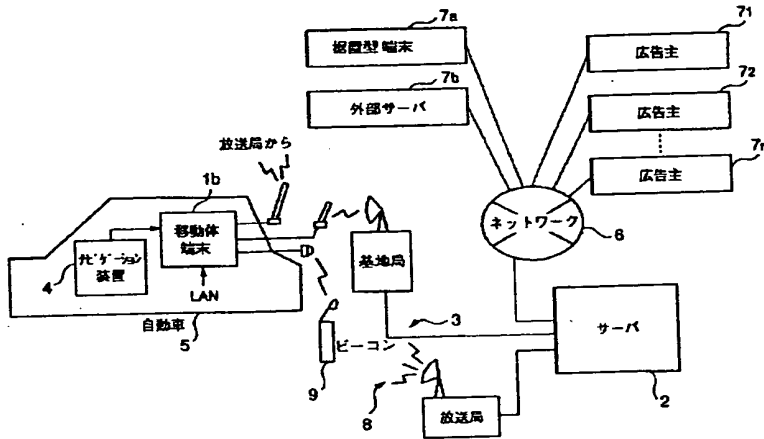 7a
据置型端末
7b
外部サーバ
71
広告主
72
広告主
7n
広告主
放送局から
1b
移動体
端末
ナビゲーション
装置
4
LAN
自動車
5
基地局
ビーコン
9
3
8
放送局
ネットワーク
6
サーバ
2